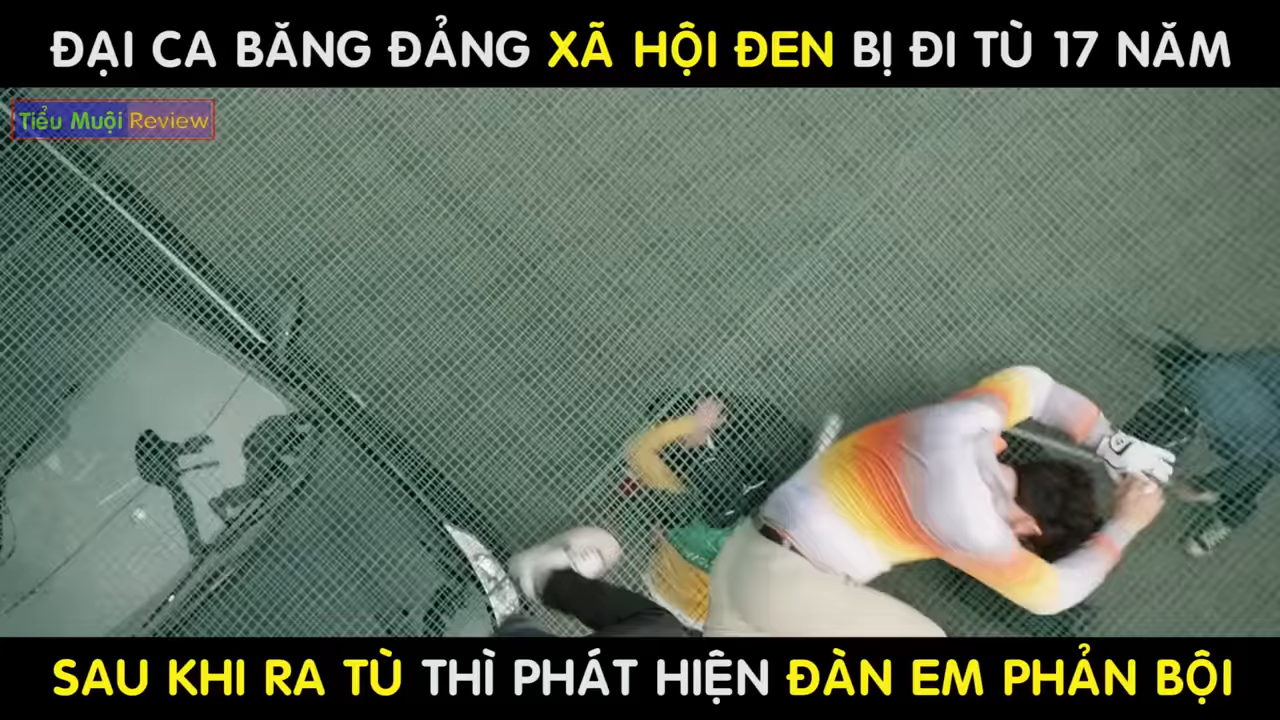 ĐẠI CA BĂNG ĐẢNG XÃ HỘI ĐEN BỊ ĐI TÙ 17 NĂM
Tiểu Muội Review
SAU KHI RA TÙ THÌ PHÁT HIỆN ĐÀN EM PHẢN BỘI